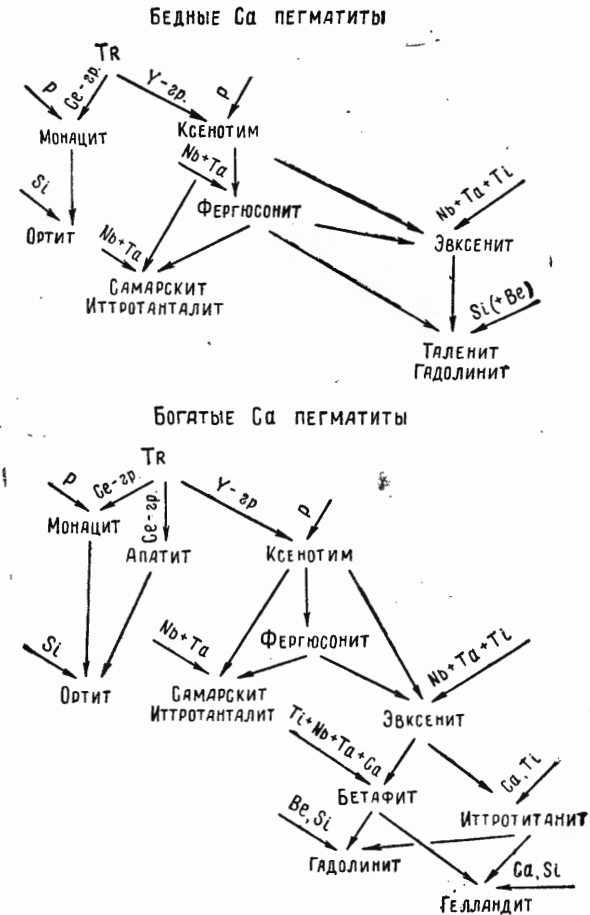 Бедные Ca пегматиты
TR
P
Ce-гр.
Y-гр.
P
Монацит
Ксенотим
Nb+Ta
Si
Фергюсонит
Nb+Ta+Ti
Ортит
Nb+Ta
Эвксенит
Самарскит
Иттротанталит
Si(+Be)
Таленит
Гадолинит
Богатые Ca пегматиты
TR
P
Ce-гр.
Ce-гр.
Y-гр
P
Монацит
Апатит
Ксенотим
Si
Nb+Ta
Фергюсонит
Nb+Ta+Ti
Ортит
Самарскит
Иттротанталит
Эвксенит
Ti+Nb+Ta+Ca
Ca,Ti
Бетафит
Иттротитанит
Be,Si
Гадолинит
Ca,Si
Гелландит